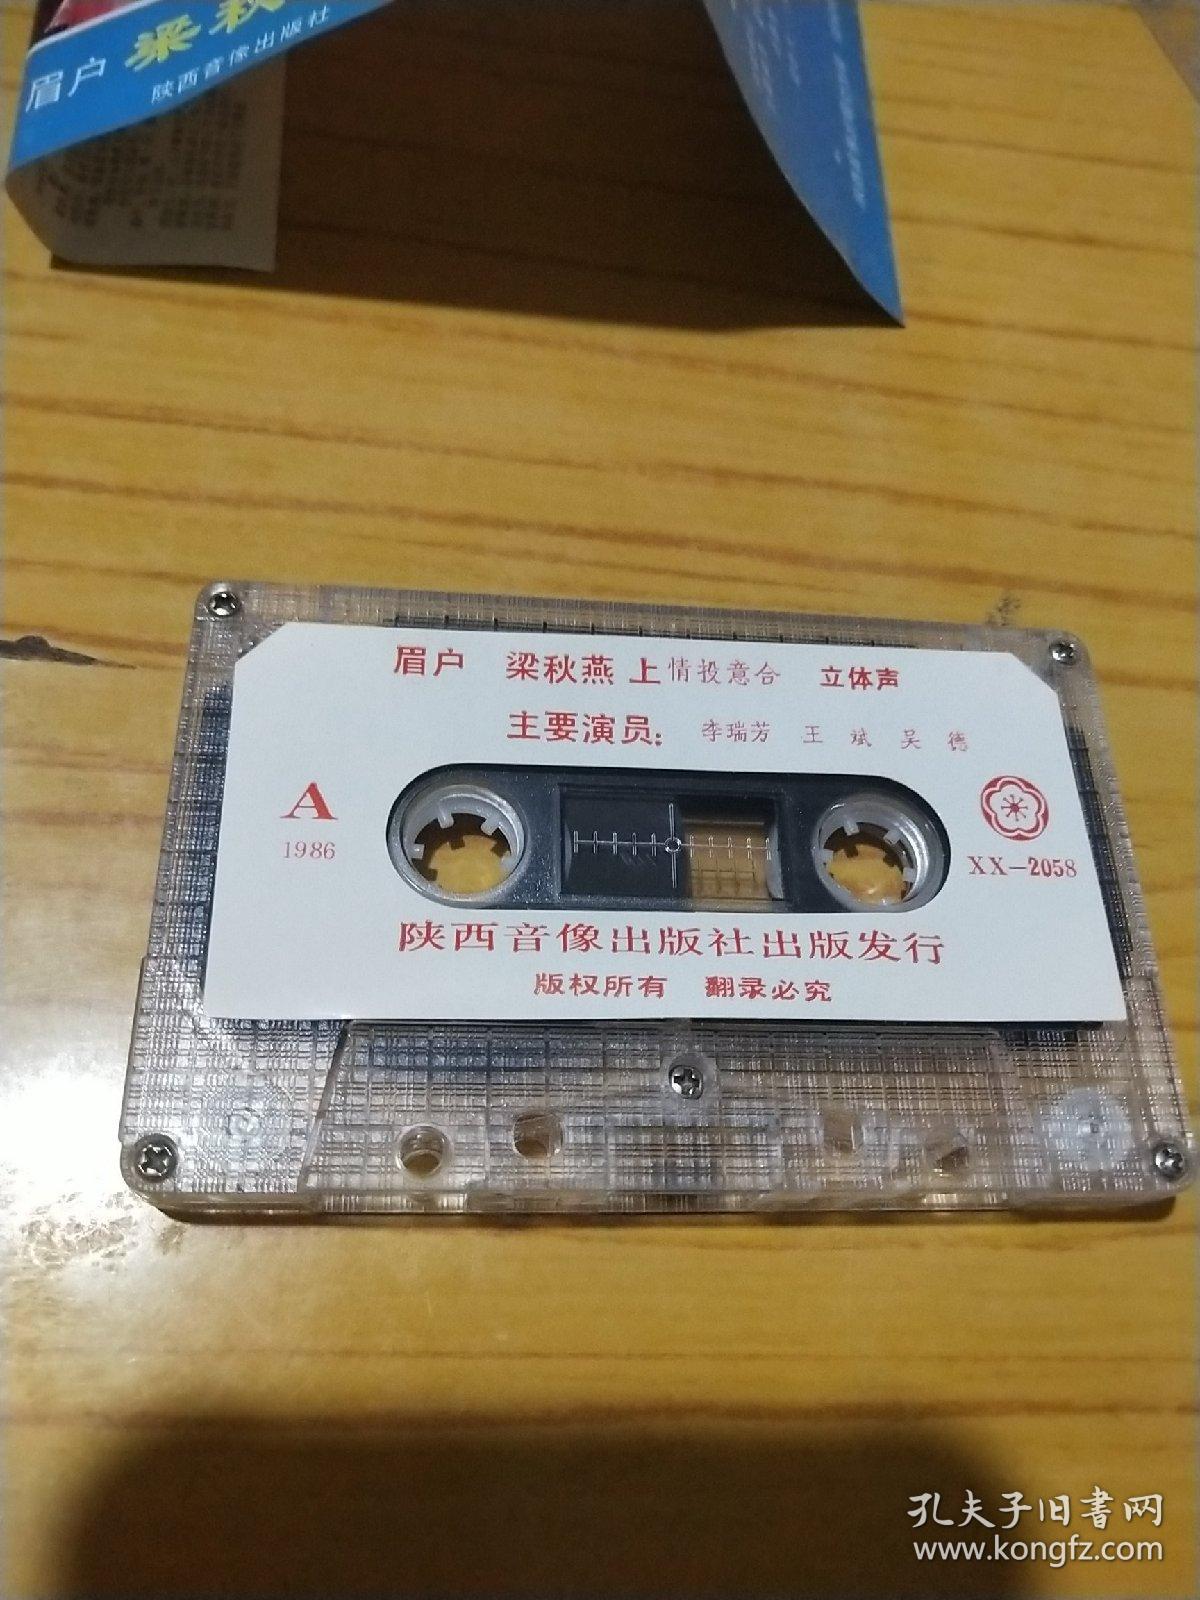 眉户 梁秋
陕西音像出版社
眉户 梁秋燕 上 情投意合 立体声
主要演员: 李瑞芳 王 斌 吴 德
A
1986
XX-2058
陕西音像出版社出版发行
版权所有 翻录必究
孔夫子旧书网
www.kongfz.com